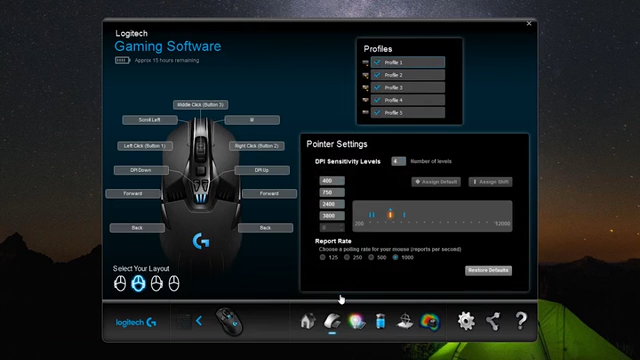 Logitech
Gaming Software
Approx 15 hours remaining
Middle Click (Button 3)
Scroll Left
M
Left Click (Button 1)
Right Click (Button 2)
DPI Down
DPI Up
Forward
Forward
Back
Back
G
Select Your Layout
Profiles
Profile 1
Profile 2
Profile 3
Profile 4
Profile 5
Pointer Settings
DPI Sensitivity Levels 4 Number of levels
400
750
2400
3800
0
Assign Default
Assign Shift
200
12000
Report Rate
Choose a polling rate for your mouse (reports per second)
125 250 500 1000
Restore Defaults
logitech G
?